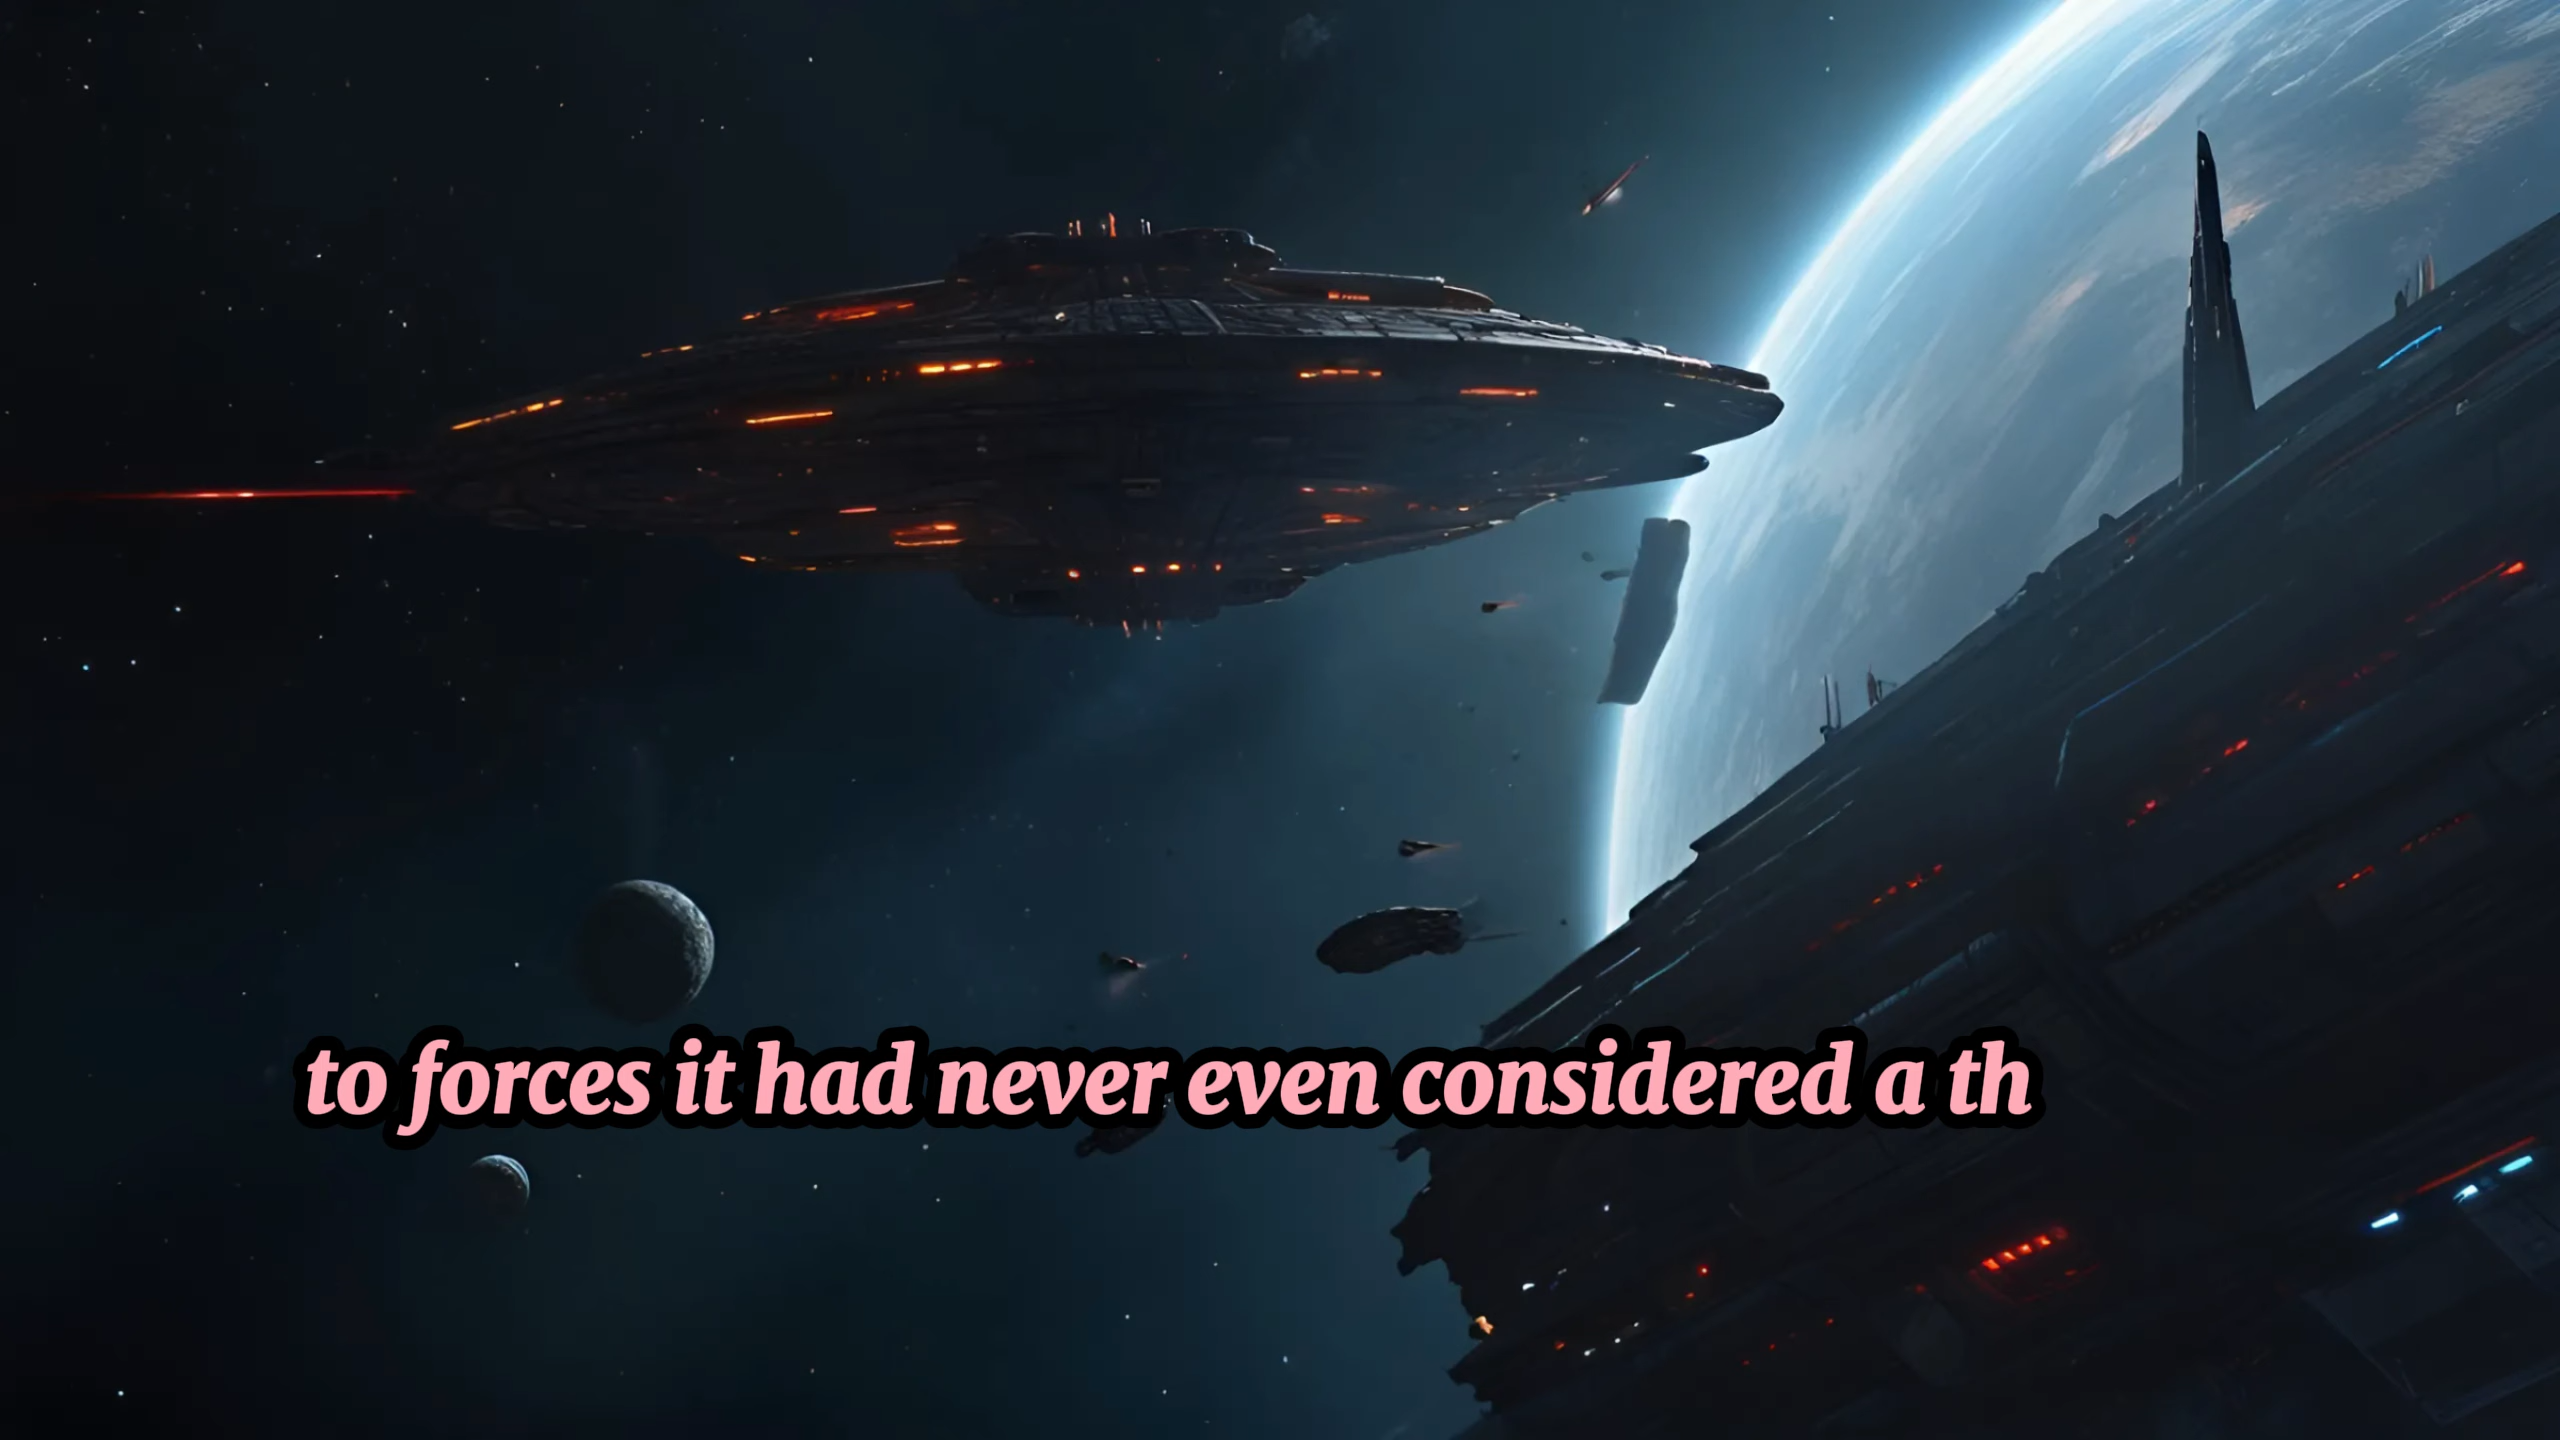 to forces it had never even considered a th